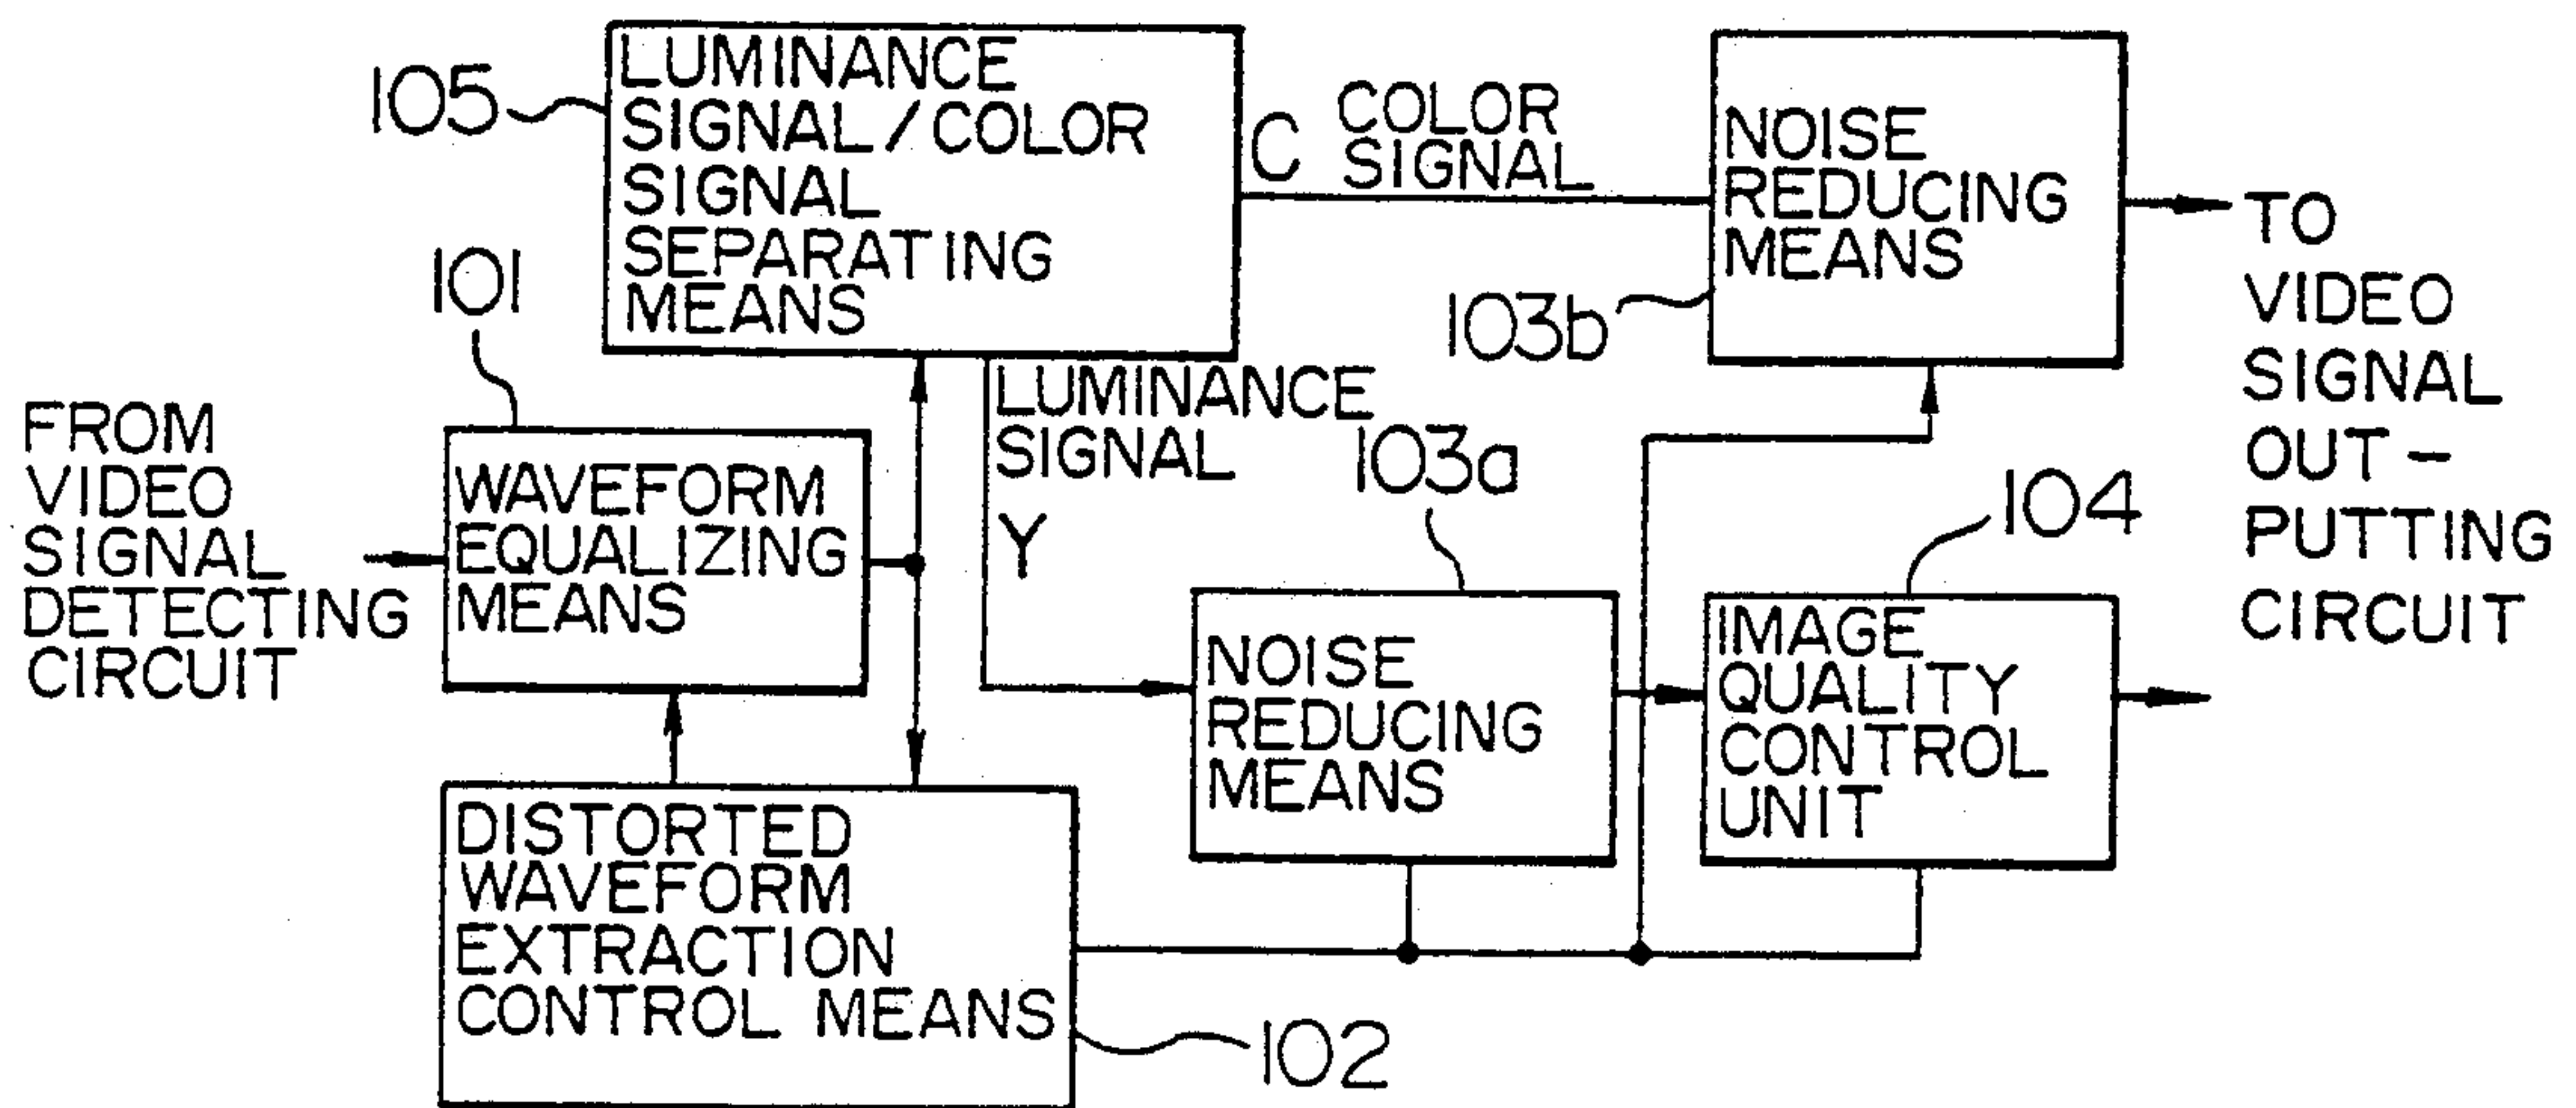 105
LUMINANCE
SIGNAL/COLOR
SIGNAL
SEPARATING
MEANS
C
COLOR
SIGNAL
NOISE
REDUCING
MEANS
103b
TO
VIDEO
SIGNAL
OUT-
PUTTING
CIRCUIT
101
FROM
VIDEO
SIGNAL
DETECTING
CIRCUIT
WAVEFORM
EQUALIZING
MEANS
LUMINANCE
SIGNAL
Y
103a
NOISE
REDUCING
MEANS
104
IMAGE
QUALITY
CONTROL
UNIT
DISTORTED
WAVEFORM
EXTRACTION
CONTROL MEANS
102